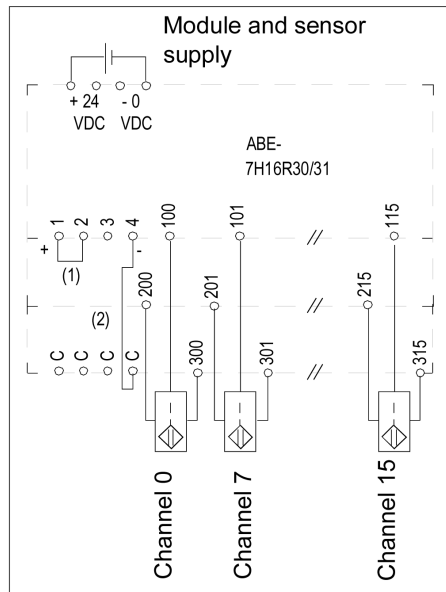 Module and sensor
supply
+ 24 - 0
VDC VDC
ABE-
7H16R30/31
1 2 3 4 100 101 // 115
+ -
(1)
200 201 // 215
(2)
C C C C 300 301 // 315
Channel 0
Channel 7
Channel 15